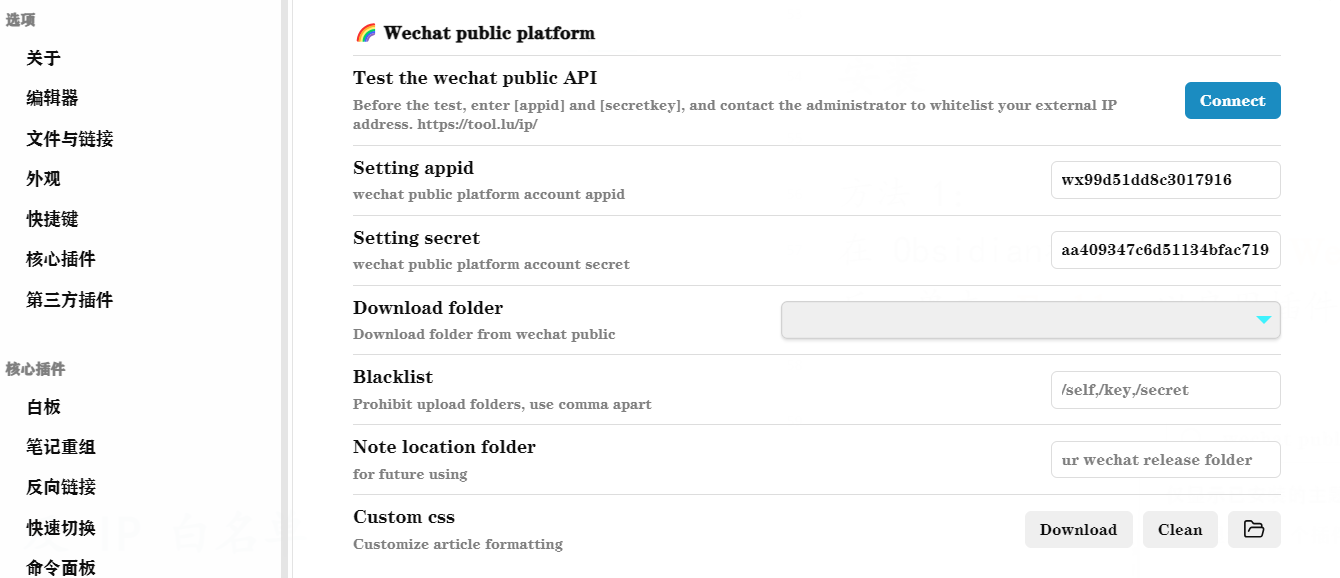 选项
关于
编辑器
文件与链接
外观
快捷键
核心插件
第三方插件
核心插件
白板
笔记重组
反向链接
快速切换
命令面板
Wechat public platform
Test the wechat public API
Before the test, enter [appid] and [secretkey], and contact the administrator to whitelist your external IP
address. https://tool.lu/ip/
Connect
Setting appid
wechat public platform account appid
wx99d51dd8c3017916
Setting secret
wechat public platform account secret
aa409347c6d51134bfac719
Download folder
Download folder from wechat public
Blacklist
Prohibit upload folders, use comma apart
/self,/key,/secret
Note location folder
for future using
ur wechat release folder
Custom css
Customize article formatting
Download
Clean